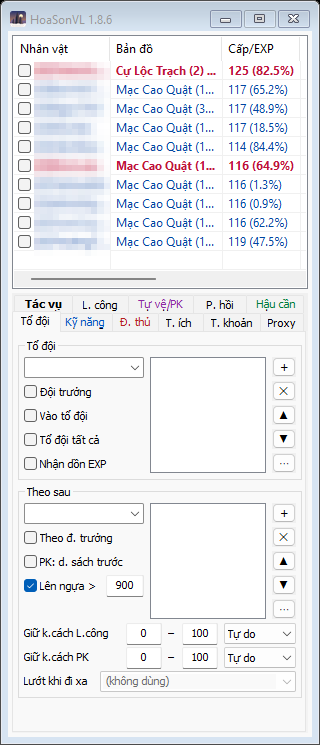 HoaSonVL 1.8.6
Nhân vật Bản đồ Cấp/EXP
Cự Lộc Trạch (2) ... 125 (82.5%)
Mạc Cao Quật (1... 117 (65.2%)
Mạc Cao Quật (3... 117 (48.9%)
Mạc Cao Quật (1... 117 (18.5%)
Mạc Cao Quật (1... 114 (84.4%)
Mạc Cao Quật (1... 116 (64.9%)
Mạc Cao Quật (1... 116 (1.3%)
Mạc Cao Quật (1... 116 (0.9%)
Mạc Cao Quật (1... 116 (62.2%)
Mạc Cao Quật (1... 119 (47.5%)
Tác vụ L. công Tự vệ/PK P. hồi Hậu cần
Tổ đội Kỹ năng Đ. thủ T. ích T. khoản Proxy
Tổ đội
Đội trưởng
Vào tổ đội
Tổ đội tất cả
Nhận dồn EXP
Theo sau
Theo đ. trưởng
PK: d. sách trước
Lên ngựa > 900
Giữ k.cách L.công 0 – 100 Tự do
Giữ k.cách PK 0 – 100 Tự do
Lướt khi đi xa (không dùng)